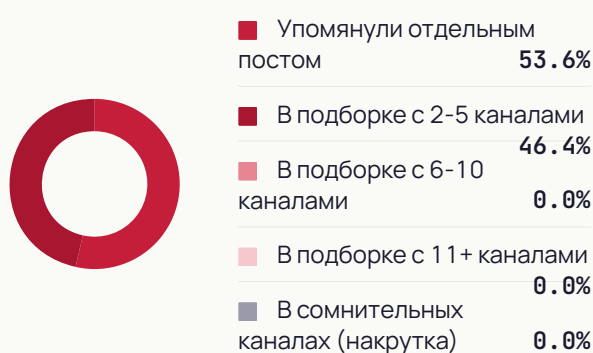 Упомянули отдельным
постом 53.6%
В подборке с 2-5 каналами
46.4%
В подборке с 6-10
каналами 0.0%
В подборке с 11+ каналами
0.0%
В сомнительных
каналах (накрутка) 0.0%